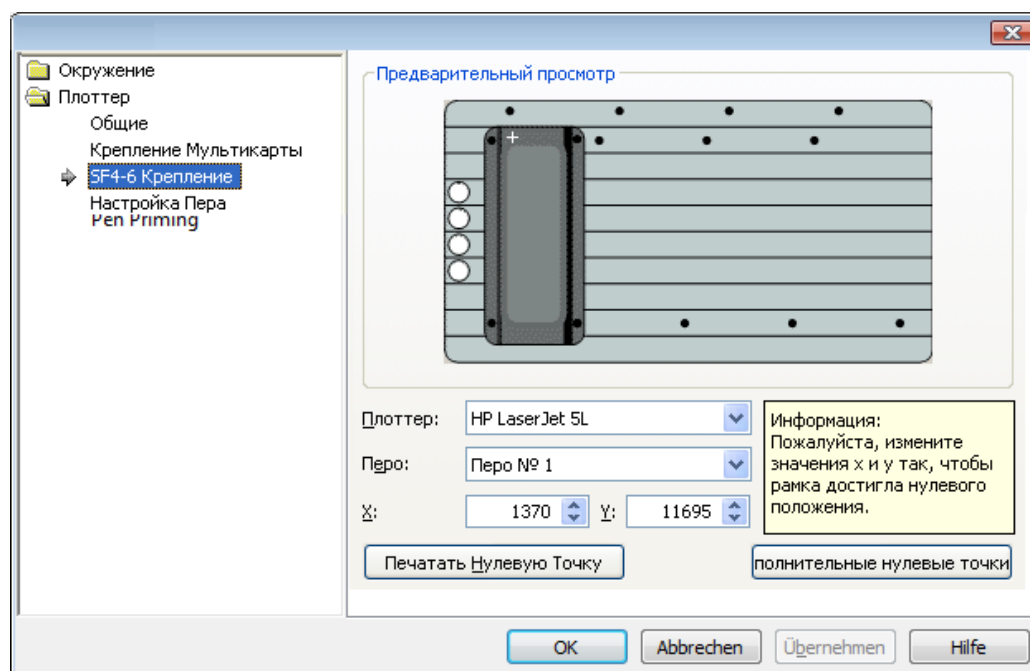 Окружение
Плоттер
Общие
Крепление Мультикарты
SF4-6 Крепление
Настройка Пера
Pen Priming
Предварительный просмотр
Плоттер: HP LaserJet 5L
Перо: Перо № 1
X: 1370 Y: 11695
Информация:
Пожалуйста, измените
значения x и y так, чтобы
рамка достигла нулевого
положения.
Печатать Нулевую Точку
полнительные нулевые точки
OK Abbrechen Übernehmen Hilfe